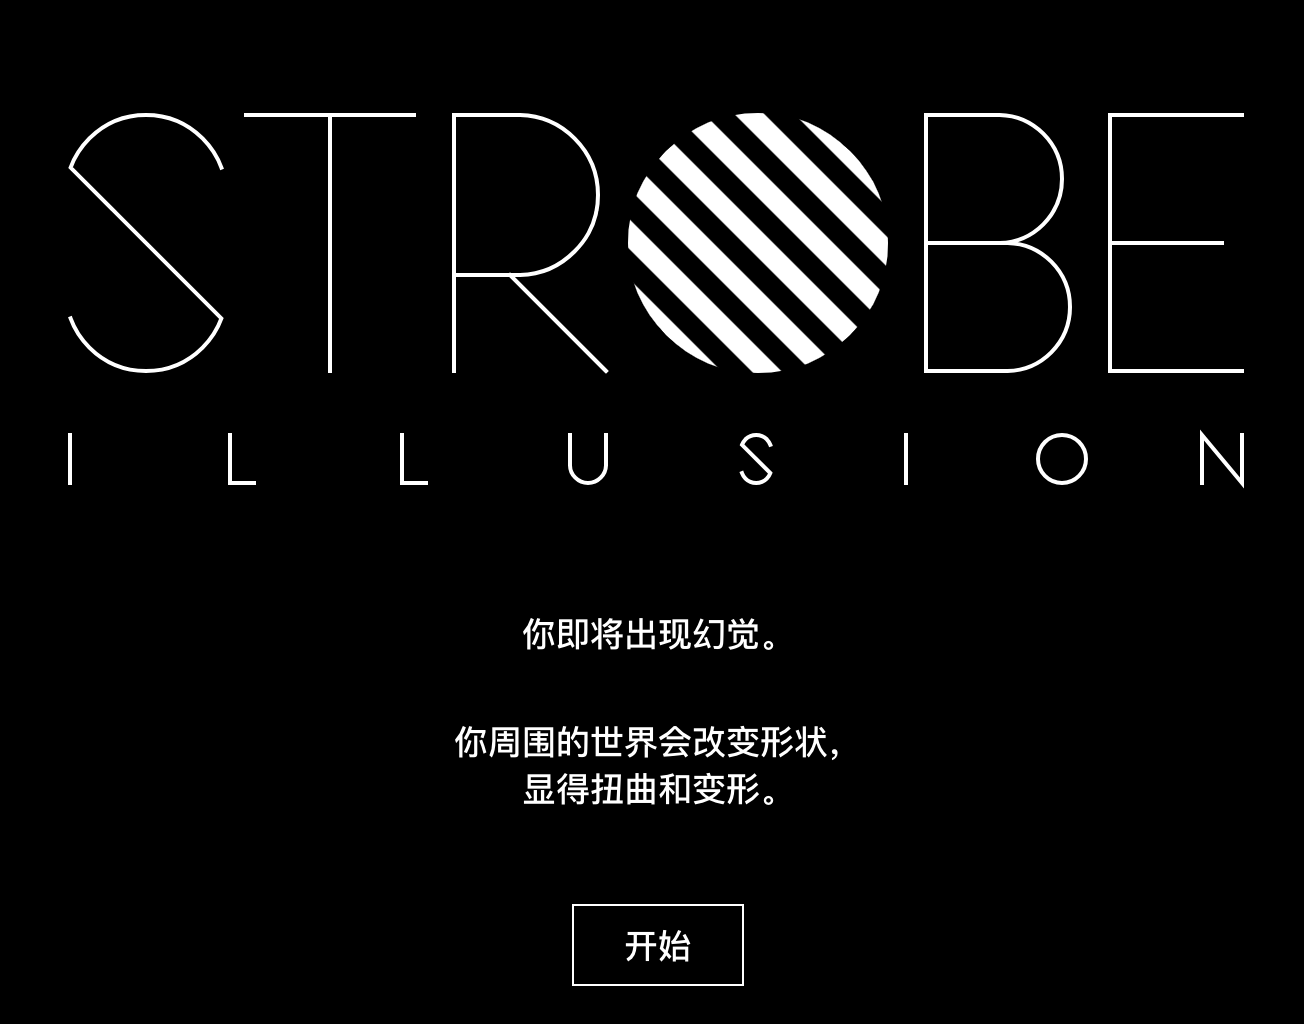 STROBE
ILLUSION
你即将出现幻觉。
你周围的世界会改变形状，
显得扭曲和变形。
开始